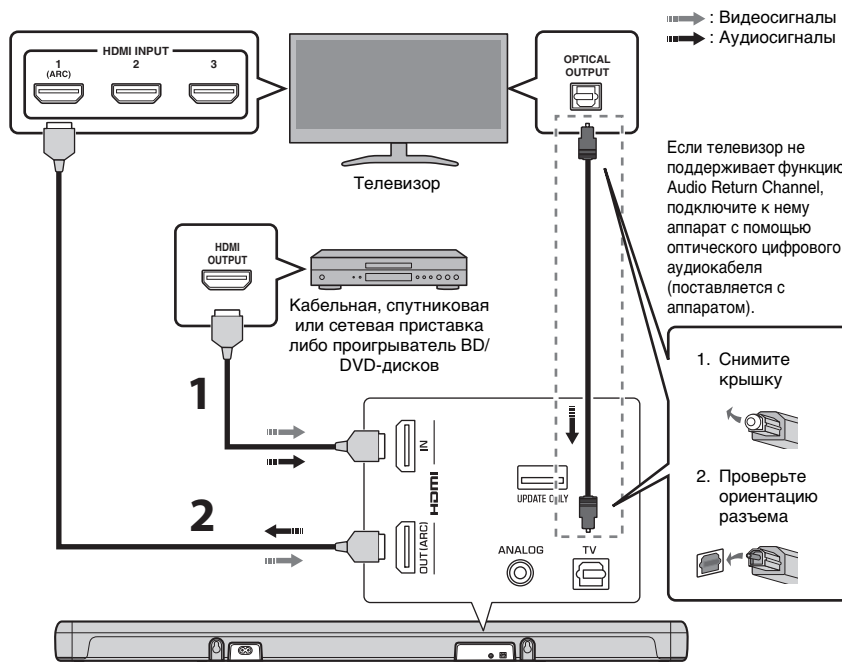 : Видеосигналы
: Аудиосигналы
HDMI INPUT
1
(ARC)
2
3
OPTICAL
OUTPUT
Телевизор
Если телевизор не
поддерживает функцию
Audio Return Channel,
подключите к нему
аппарат с помощью
оптического цифрового
аудиокабеля
(поставляется с
аппаратом).
HDMI
OUTPUT
Кабельная, спутниковая
или сетевая приставка
либо проигрыватель BD/
DVD-дисков
1. Снимите
крышку
2. Проверьте
ориентацию
разъема
1
2
IN
HDMI
OUT(ARC)
UPDATE ONLY
ANALOG
TV